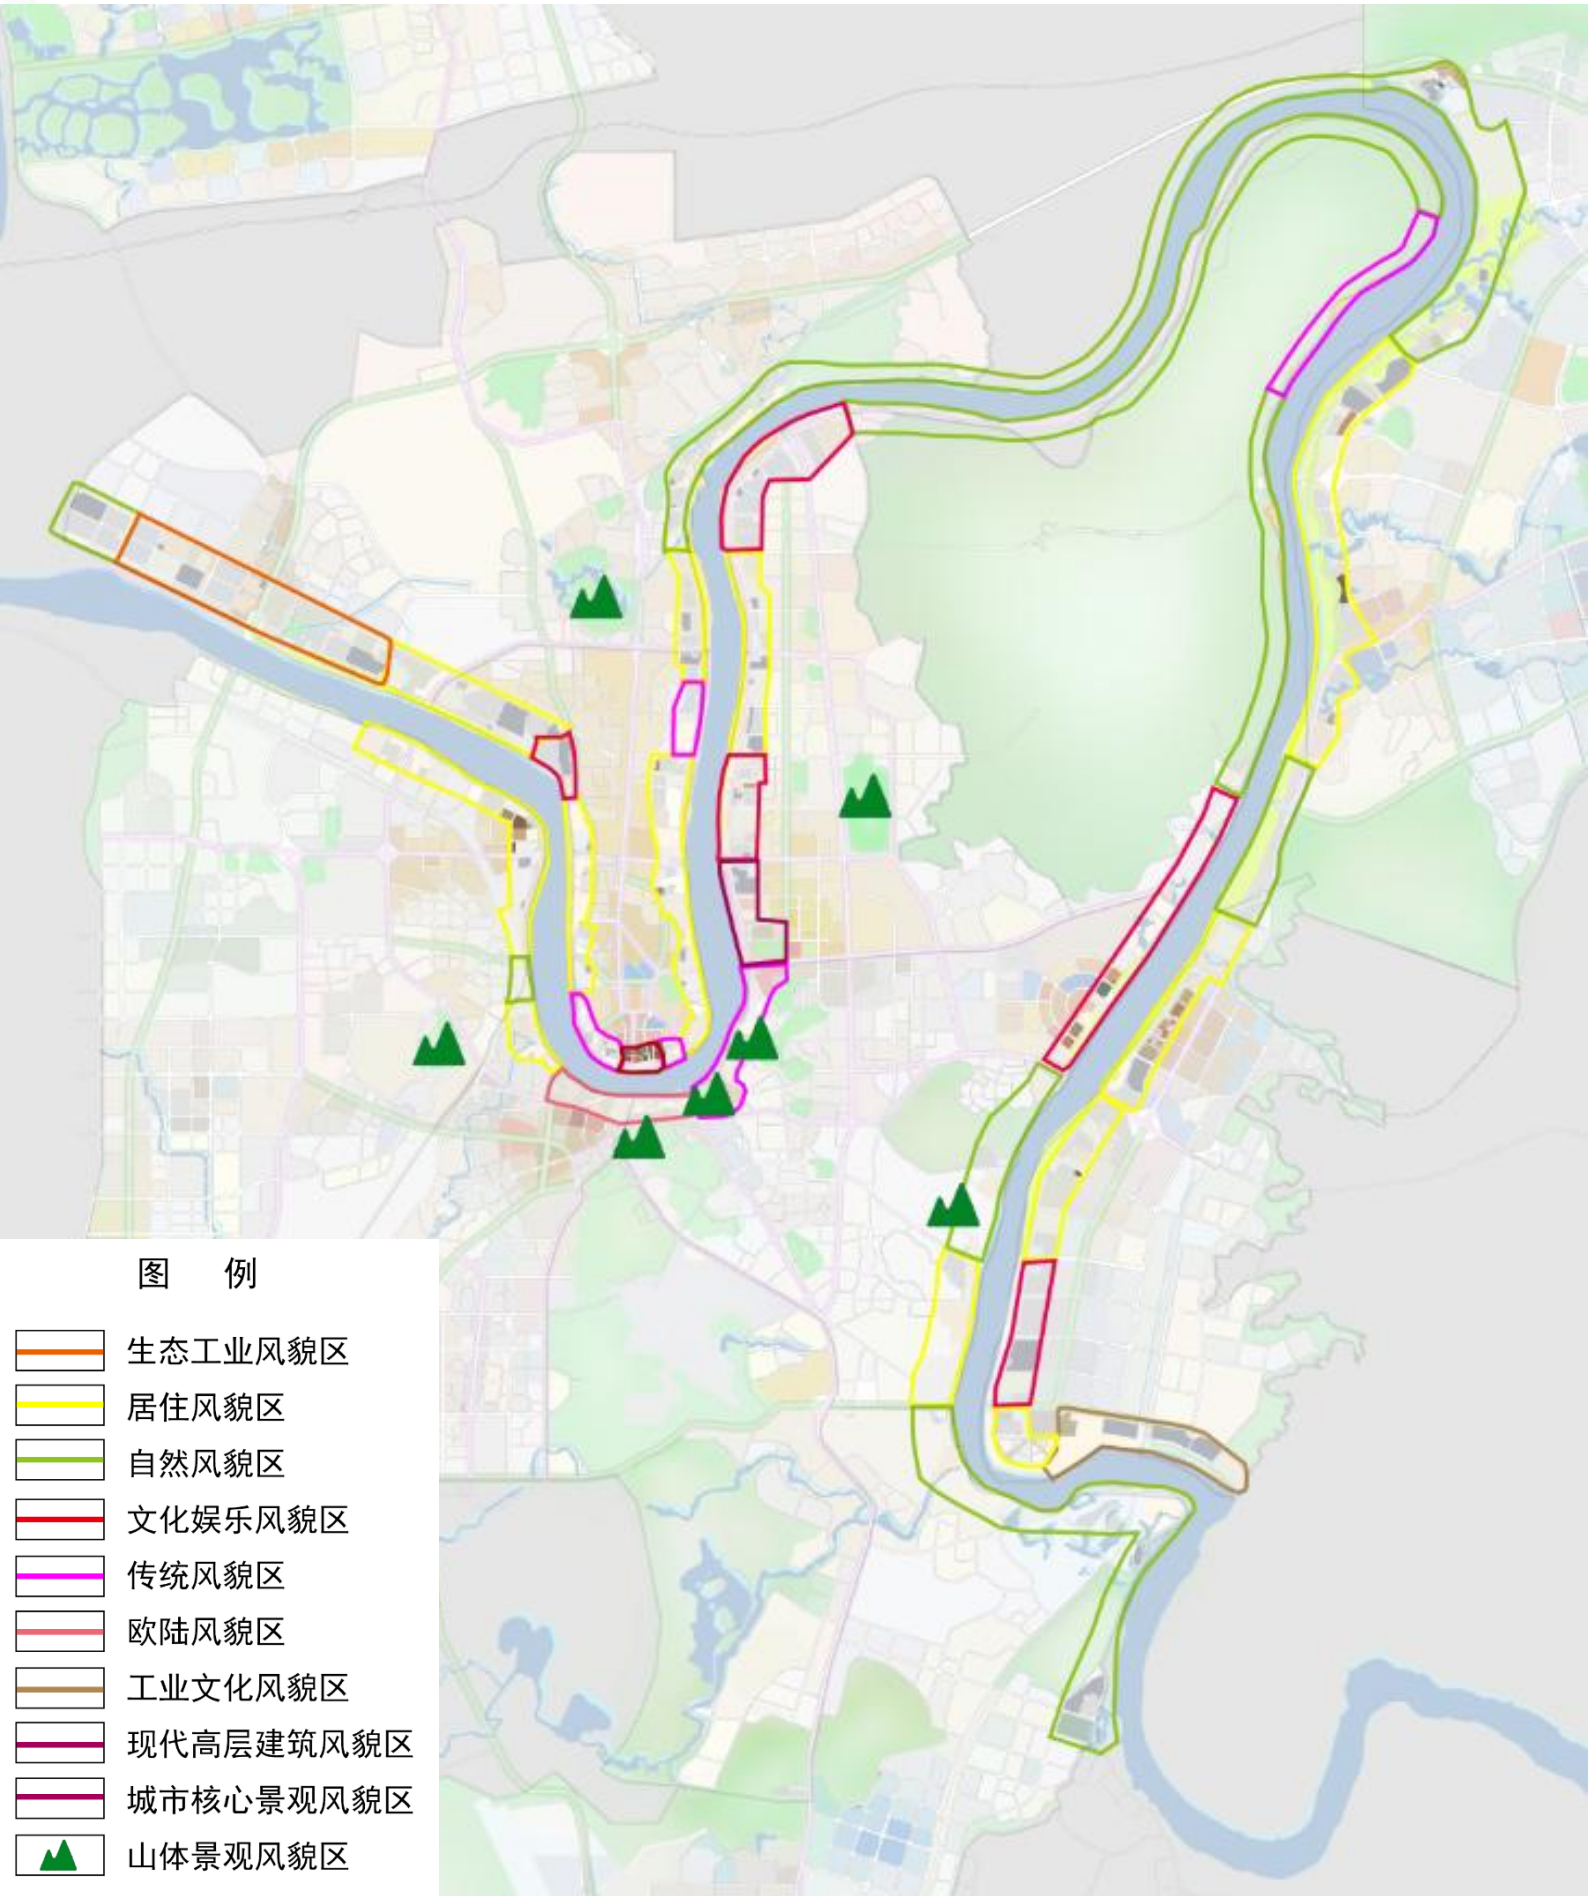 图 例
生态工业风貌区
居住风貌区
自然风貌区
文化娱乐风貌区
传统风貌区
欧陆风貌区
工业文化风貌区
现代高层建筑风貌区
城市核心景观风貌区
山体景观风貌区